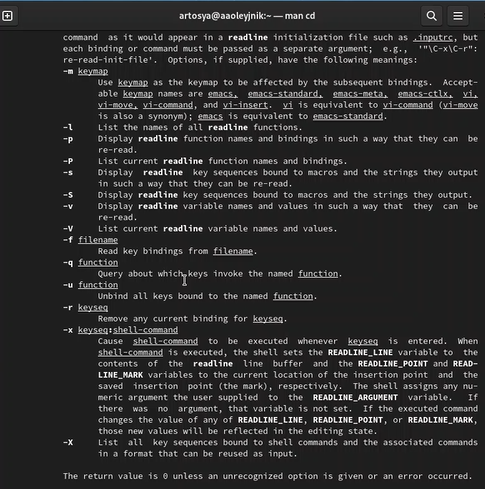 artosya@aaoleyjnik:~ — man cd
command as it would appear in a readline initialization file such as .inputrc, but
each binding or command must be passed as a separate argument; e.g., '"\C-x\C-r":
re-read-init-file'. Options, if supplied, have the following meanings:
-m keymap
Use keymap as the keymap to be affected by the subsequent bindings. Accept-
able keymap names are emacs, emacs-standard, emacs-meta, emacs-ctlx, vi,
vi-move, vi-command, and vi-insert. vi is equivalent to vi-command (vi-move
is also a synonym); emacs is equivalent to emacs-standard.
-l List the names of all readline functions.
-p Display readline function names and bindings in such a way that they can be
re-read.
-P List current readline function names and bindings.
-s Display readline key sequences bound to macros and the strings they output
in such a way that they can be re-read.
-S Display readline key sequences bound to macros and the strings they output.
-v Display readline variable names and values in such a way that they can be
re-read.
-V List current readline variable names and values.
-f filename
Read key bindings from filename.
-q function
Query about which keys invoke the named function.
-u function
Unbind all keys bound to the named function.
-r keyseq
Remove any current binding for keyseq.
-x keyseq:shell-command
Cause shell-command to be executed whenever keyseq is entered. When
shell-command is executed, the shell sets the READLINE_LINE variable to the
contents of the readline line buffer and the READLINE_POINT and READ-
LINE_MARK variables to the current location of the insertion point and the
saved insertion point (the mark), respectively. The shell assigns any nu-
meric argument the user supplied to the READLINE_ARGUMENT variable. If
there was no argument, that variable is not set. If the executed command
changes the value of any of READLINE_LINE, READLINE_POINT, or READLINE_MARK,
those new values will be reflected in the editing state.
-X List all key sequences bound to shell commands and the associated commands
in a format that can be reused as input.
The return value is 0 unless an unrecognized option is given or an error occurred.